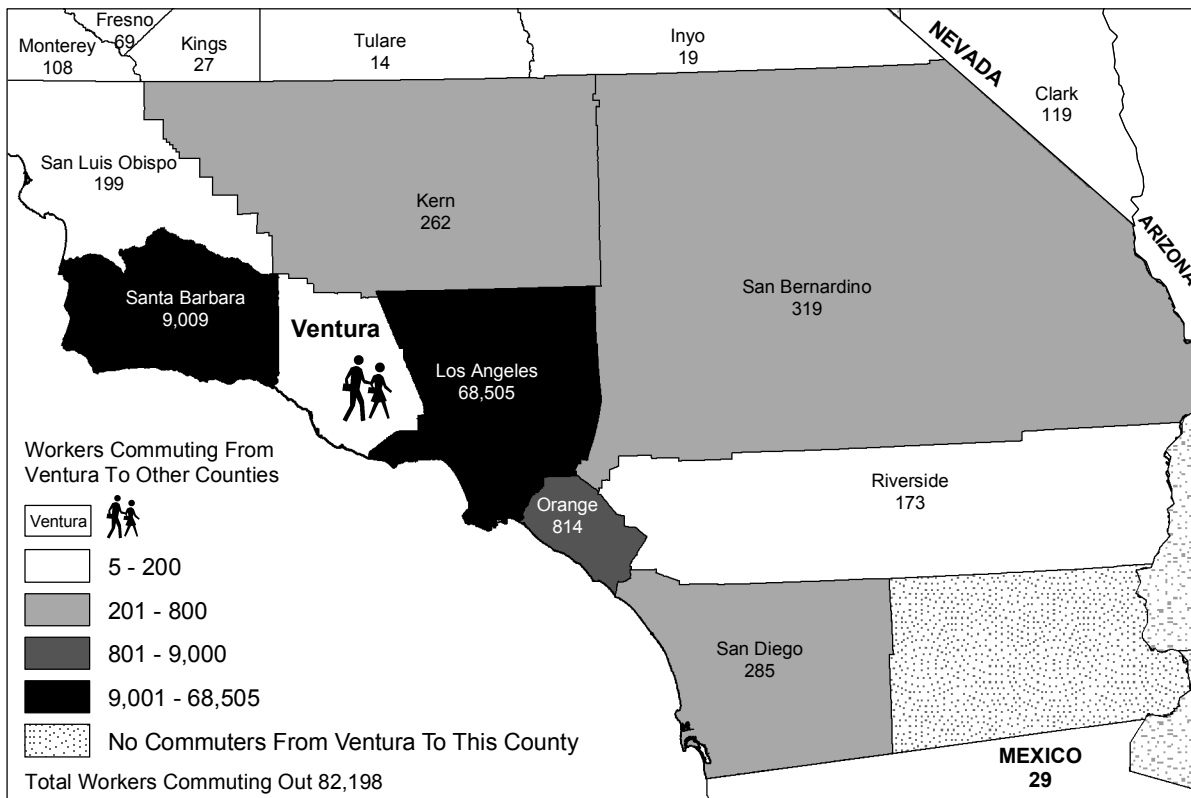 Fresno
69
Monterey
108
Kings
27
Tulare
14
Inyo
19
NEVADA
Clark
119
San Luis Obispo
199
Kern
262
ARIZONA
San Bernardino
319
Santa Barbara
9,009
Ventura
Los Angeles
68,505
Riverside
173
Orange
814
San Diego
285
MEXICO
29
Workers Commuting From
Ventura To Other Counties
Ventura
5 - 200
201 - 800
801 - 9,000
9,001 - 68,505
No Commuters From Ventura To This County
Total Workers Commuting Out 82,198